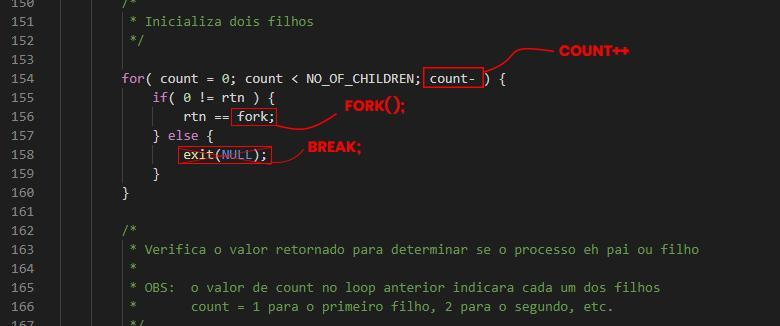 150 /*
151 * Inicializa dois filhos
152 */
153
154 for( count = 0; count < NO_OF_CHILDREN; count- ) { COUNT++
155 if( 0 != rtn ) {
156 rtn == fork; FORK();
157 } else {
158 exit(NULL); BREAK;
159 }
160 }
161
162 /*
163 * Verifica o valor retornado para determinar se o processo eh pai ou filho
164 *
165 * OBS: o valor de count no loop anterior indicara cada um dos filhos
166 * count = 1 para o primeiro filho, 2 para o segundo, etc.
167 */